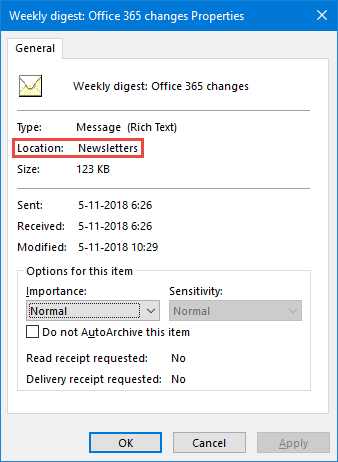 Weekly digest: Office 365 changes Properties
General
Weekly digest: Office 365 changes
Type: Message (Rich Text)
Location: Newsletters
Size: 123 KB
Sent: 5-11-2018 6:26
Received: 5-11-2018 6:26
Modified: 5-11-2018 10:29
Options for this item
Importance: Sensitivity:
Normal Normal
Do not AutoArchive this item
Read receipt requested: No
Delivery receipt requested: No
OK Cancel Apply